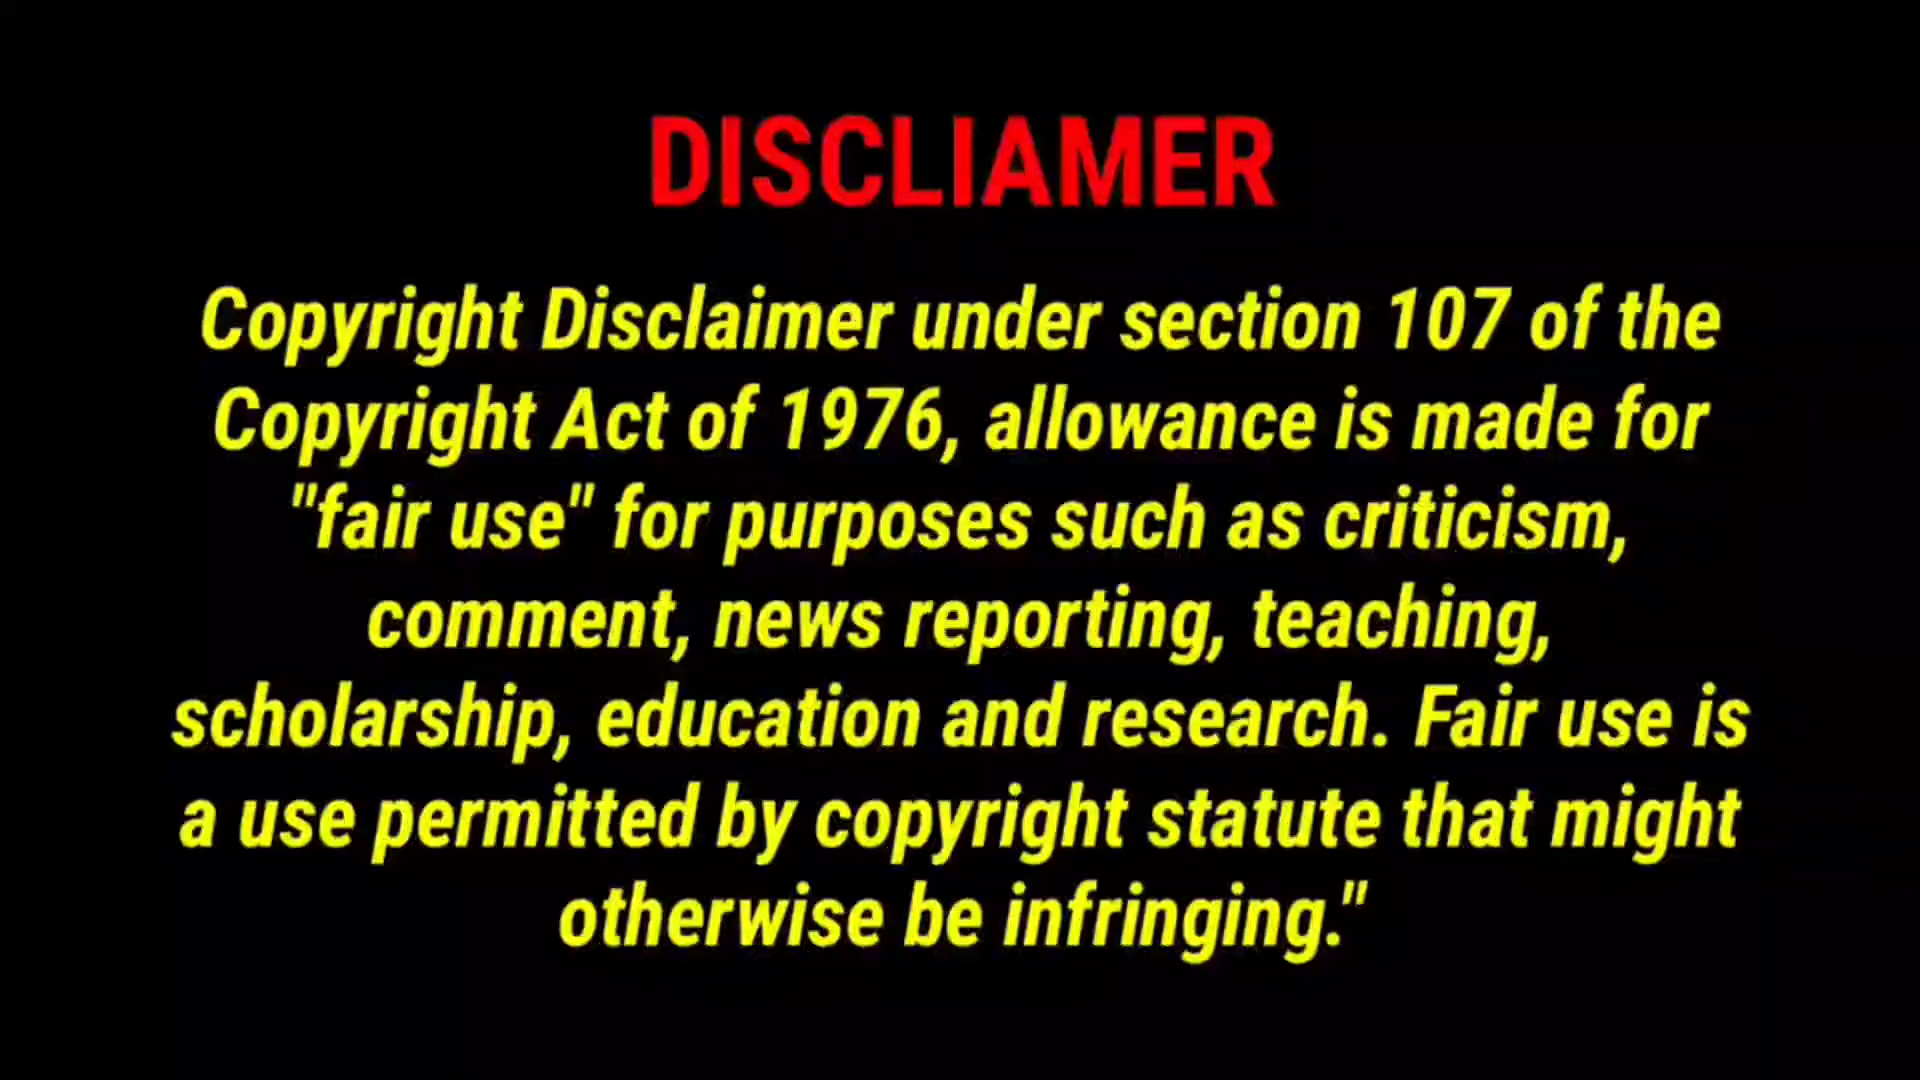 DISCLIAMER
Copyright Disclaimer under section 107 of the
Copyright Act of 1976, allowance is made for
"fair use" for purposes such as criticism,
comment, news reporting, teaching,
scholarship, education and research. Fair use is
a use permitted by copyright statute that might
otherwise be infringing."